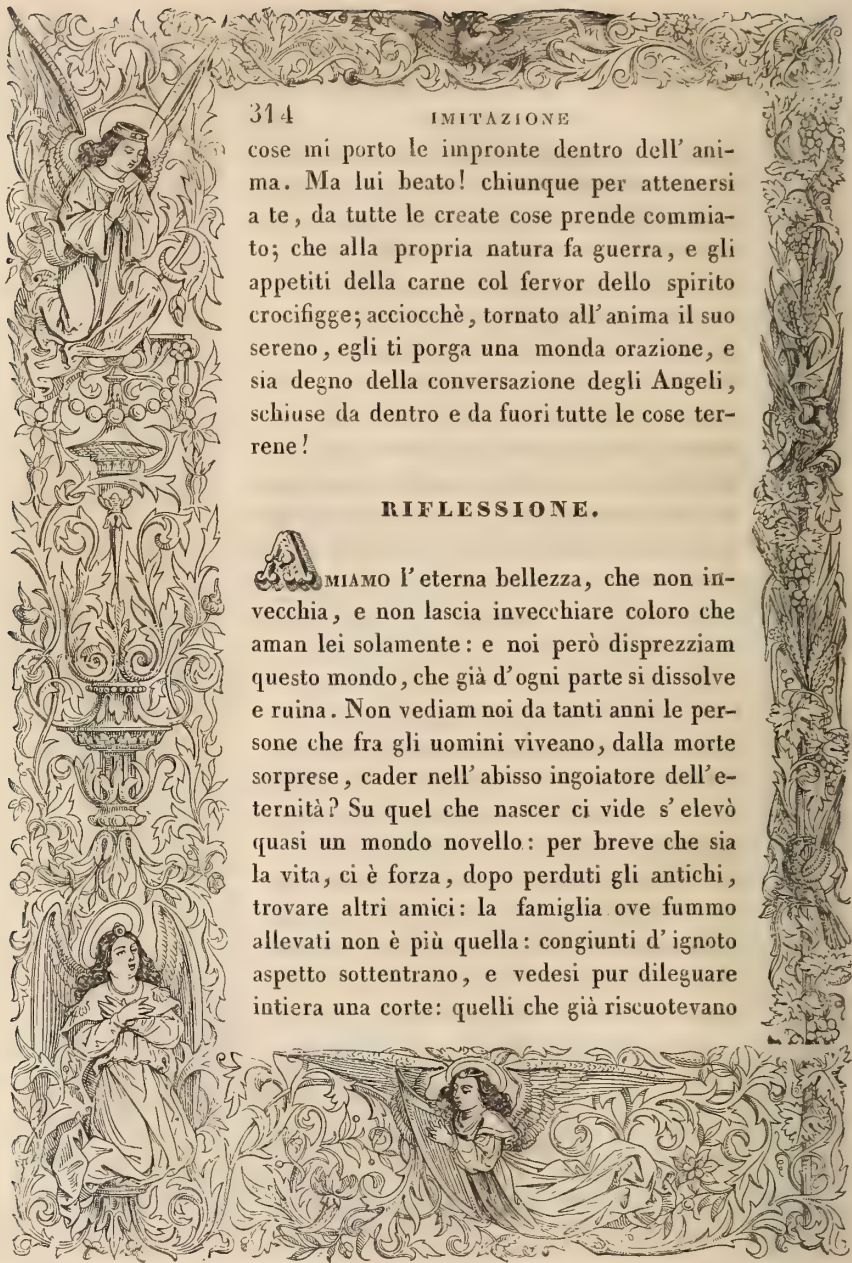 314 IMITAZIONE
cose mi porto le impronte dentro dell' ani-
ma. Ma lui beato! chiunque per attenersi
a te, da tutte le create cose prende commia-
to; che alla propria natura fa guerra, e gli
appetiti della carne col fervor dello spirito
crocifigge; acciocchè, tornato all' anima il suo
sereno, egli ti porga una monda orazione, e
sia degno della conversazione degli Angeli,
schiuse da dentro e da fuori tutte le cose ter-
rene!
RIFLESSIONE.
AMIAMO l' eterna bellezza, che non in-
vecchia, e non lascia invecchiare coloro che
aman lei solamente: e noi però disprezziam
questo mondo, che già d' ogni parte si dissolve
e ruina. Non vediam noi da tanti anni le per-
sone che fra gli uomini viveano, dalla morte
sorprese, cader nell' abisso ingoiatore dell' e-
ternità? Su quel che nascer ci vide s' elevò
quasi un mondo novello: per breve che sia
la vita, ci è forza, dopo perduti gli antichi,
trovare altri amici: la famiglia ove fummo
allevati non è più quella: congiunti d' ignoto
aspetto sottentrano, e vedesi pur dileguare
intiera una corte: quelli che già riscuotevano